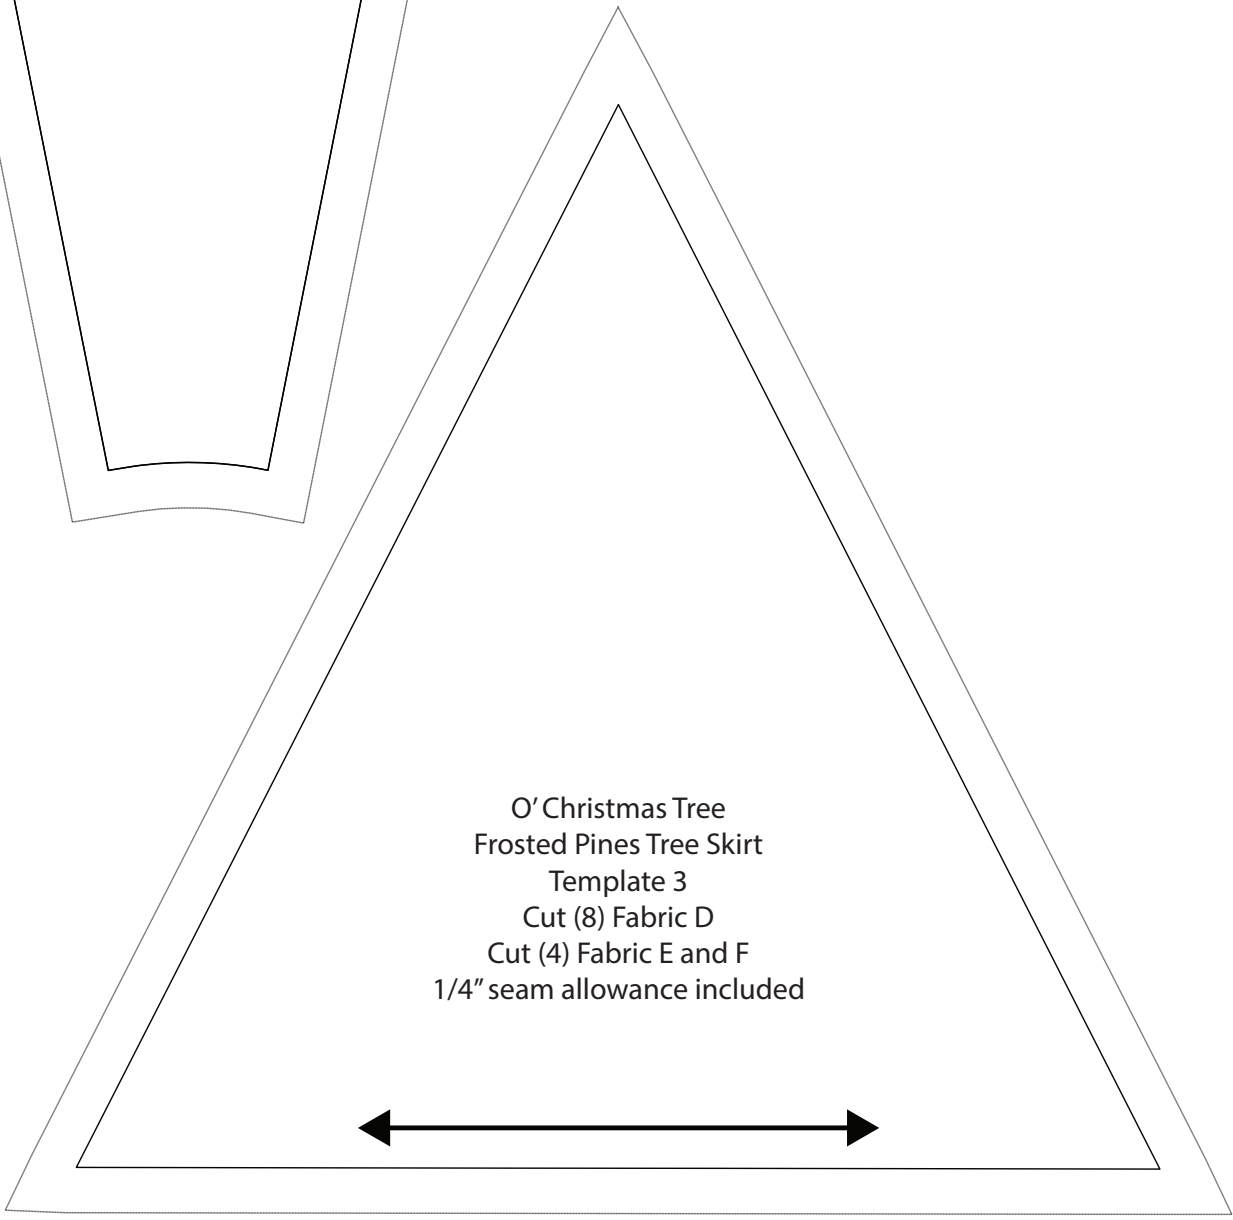 O’ Christmas Tree
Frosted Pines Tree Skirt
Template 3
Cut (8) Fabric D
Cut (4) Fabric E and F
1/4” seam allowance included